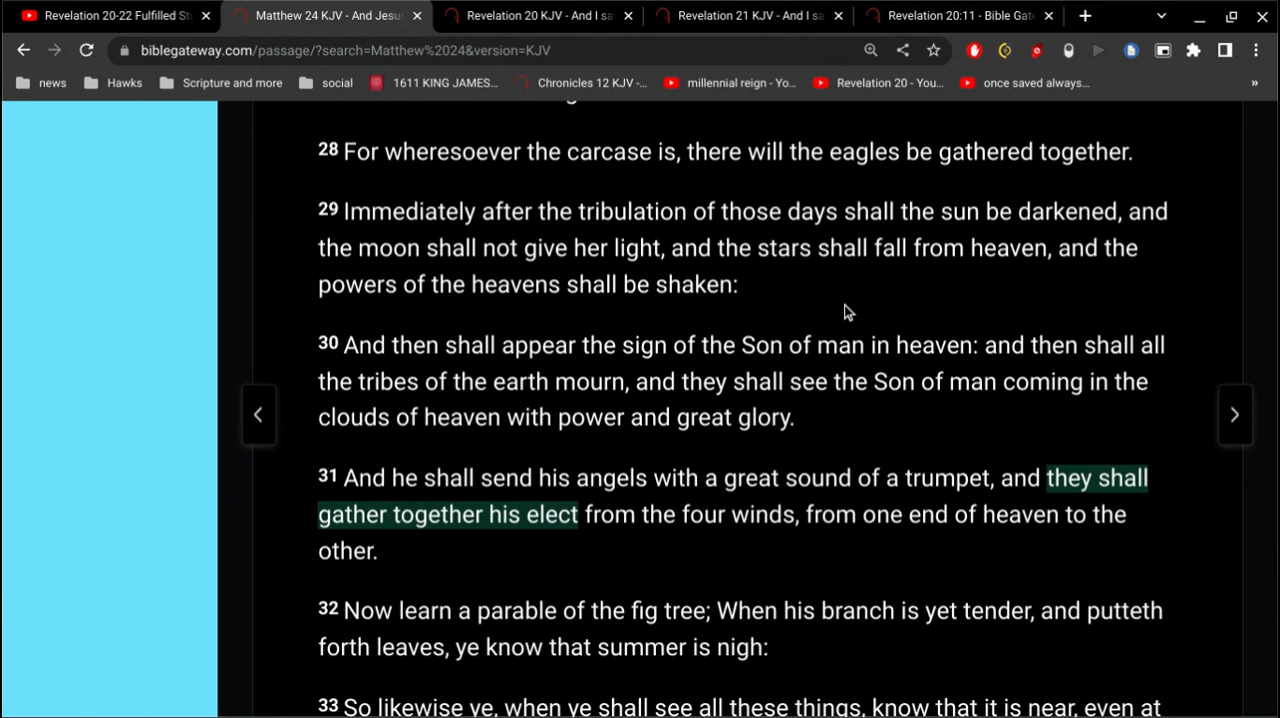 Revelation 20-22 Fulfilled Stu
Matthew 24 KJV - And Jesus
Revelation 20 KJV - And I sa
Revelation 21 KJV - And I sa
Revelation 20:11 - Bible Gate
biblegateway.com/passage/?search=Matthew%2024&version=KJV
news
Hawks
Scripture and more
social
1611 KING JAMES...
Chronicles 12 KJV -...
millennial reign - Yo...
Revelation 20 - You...
once saved always...
»
28 For wheresoever the carcase is, there will the eagles be gathered together.
29 Immediately after the tribulation of those days shall the sun be darkened, and
the moon shall not give her light, and the stars shall fall from heaven, and the
powers of the heavens shall be shaken:
30 And then shall appear the sign of the Son of man in heaven: and then shall all
the tribes of the earth mourn, and they shall see the Son of man coming in the
clouds of heaven with power and great glory.
31 And he shall send his angels with a great sound of a trumpet, and they shall
gather together his elect from the four winds, from one end of heaven to the
other.
32 Now learn a parable of the fig tree; When his branch is yet tender, and putteth
forth leaves, ye know that summer is nigh:
33 So likewise ye, when ye shall see all these things, know that it is near, even at